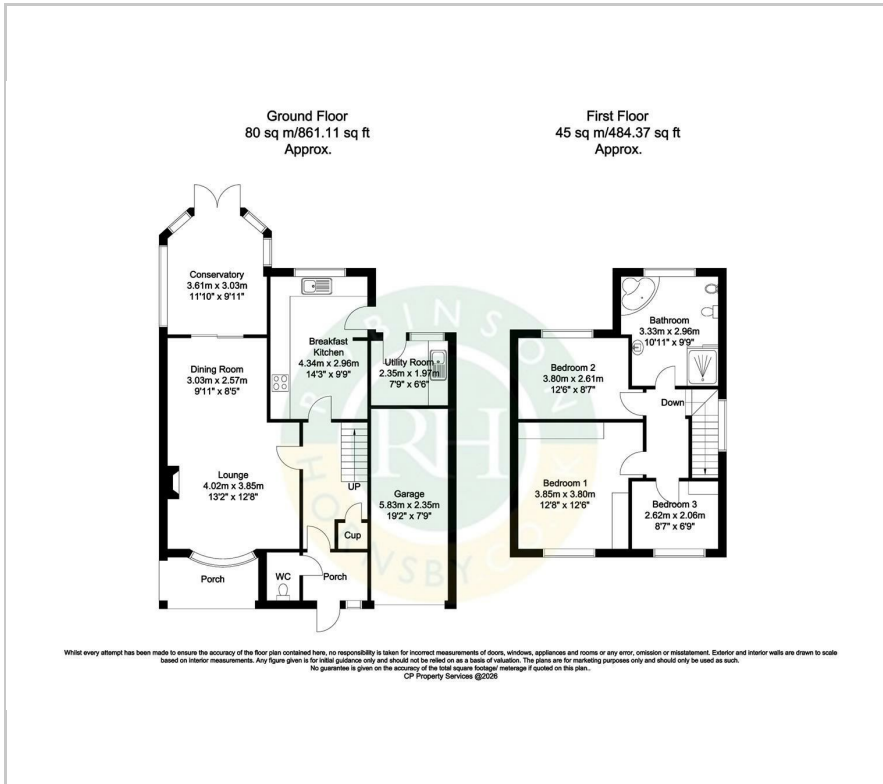 Ground Floor
80 sq m/861.11 sq ft
Approx.
First Floor
45 sq m/484.37 sq ft
Approx.
Conservatory
3.61m x 3.03m
11'10" x 9'11"
Breakfast
Kitchen
4.34m x 2.96m
14'3" x 9'9"
Utility Room
2.35m x 1.97m
7'9" x 6'6"
Dining Room
3.03m x 2.57m
9'11" x 8'5"
Lounge
4.02m x 3.85m
13'2" x 12'8"
UP
Cup
Garage
5.83m x 2.35m
19'2" x 7'9"
Porch
WC
Porch
Bathroom
3.33m x 2.96m
10'11" x 9'9"
Bedroom 2
3.80m x 2.61m
12'6" x 8'7"
Down
Bedroom 1
3.85m x 3.80m
12'8" x 12'6"
Bedroom 3
2.62m x 2.06m
8'7" x 6'9"
ROBINSON
HORNSBY
RH
Whilst every attempt has been made to ensure the accuracy of the floor plan contained here, no responsibility is taken for incorrect measurements of doors, windows, appliances and rooms or any error, omission or misstatement. Exterior and interior walls are drawn to scale
based on interior measurements. Any figure given is for initial guidance only and should not be relied on as a basis of valuation. The plans are for marketing purposes only and should only be used as such.
No guarantee is given on the accuracy of the total square footage/ meterage if quoted on this plan..
CP Property Services @2026